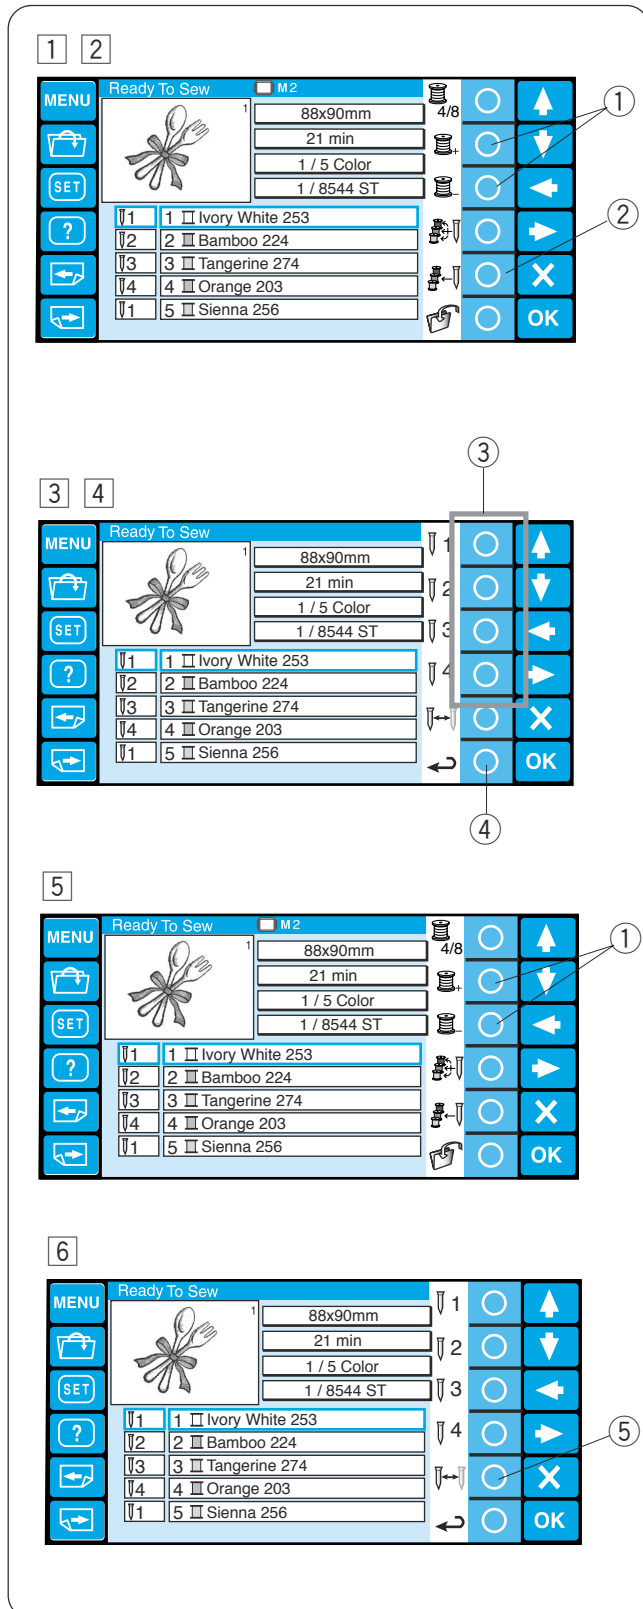 1 2
MENU
SET
?
Ready To Sew M2
1
88x90mm
21 min
1 / 5 Color
1 / 8544 ST
1 1 Ivory White 253
2 2 Bamboo 224
3 3 Tangerine 274
4 4 Orange 203
1 5 Sienna 256
4/8
+
-
X
OK
1
2
3 4
3
MENU
SET
?
Ready To Sew
1
88x90mm
21 min
1 / 5 Color
1 / 8544 ST
1 1 Ivory White 253
2 2 Bamboo 224
3 3 Tangerine 274
4 4 Orange 203
1 5 Sienna 256
1
2
3
4
X
OK
4
5
MENU
SET
?
Ready To Sew M2
1
88x90mm
21 min
1 / 5 Color
1 / 8544 ST
1 1 Ivory White 253
2 2 Bamboo 224
3 3 Tangerine 274
4 4 Orange 203
1 5 Sienna 256
4/8
+
-
X
OK
1
6
MENU
SET
?
Ready To Sew
1
88x90mm
21 min
1 / 5 Color
1 / 8544 ST
1 1 Ivory White 253
2 2 Bamboo 224
3 3 Tangerine 274
4 4 Orange 203
1 5 Sienna 256
1
2
3
4
X
OK
5